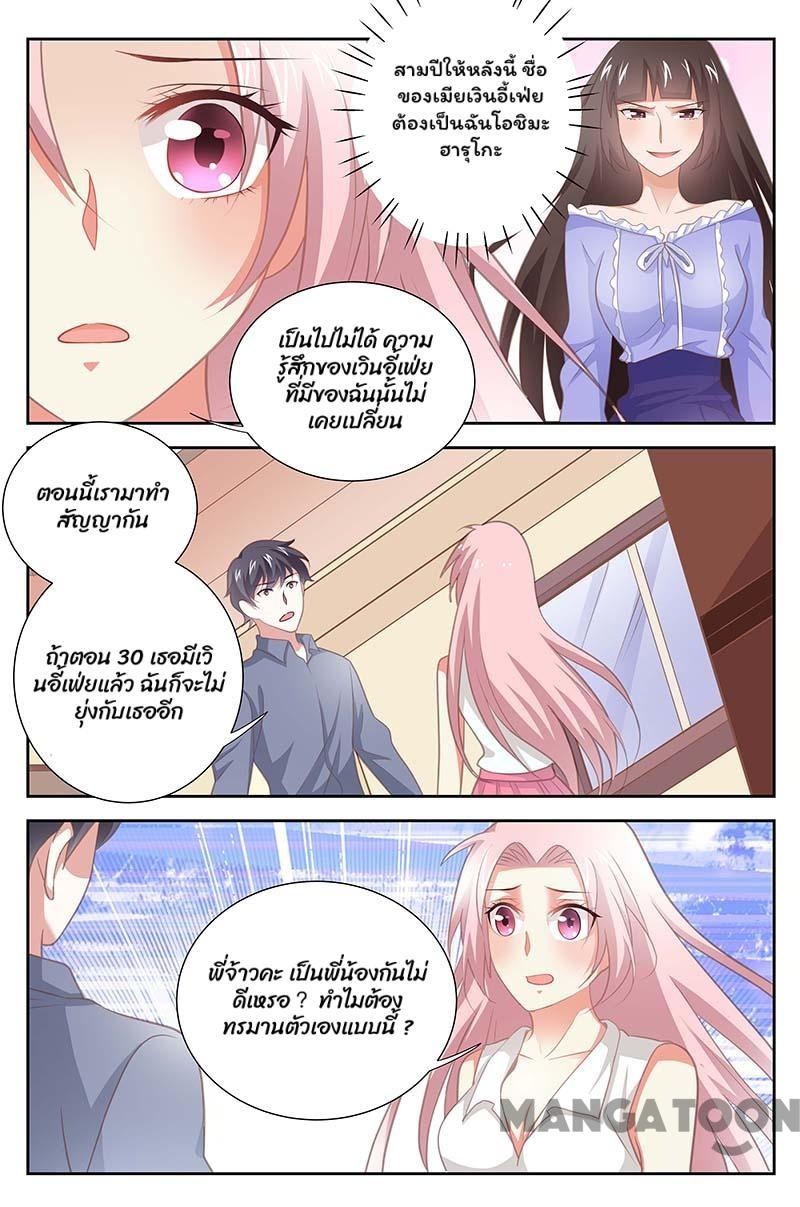 สามปีให้หลังนี้ ชื่อ
ของเมียเวินอี้เฟ่ย
ต้องเป็นฉันโอชิมะ
ฮารุโกะ
เป็นไปไม่ได้ ความ
รู้สึกของเวินอี้เฟ่ย
ที่มีของฉันนั้นไม่
เคยเปลี่ยน
ตอนนี้เรามาทำ
สัญญากัน
ถ้าตอน 30 เธอมีเวิ
นอี้เฟ่ยแล้ว ฉันก็จะไม่
ยุ่งกับเธออีก
พี่จ้าวคะ เป็นพี่น้องกันไม่
ดีเหรอ ? ทำไมต้อง
ทรมานตัวเองแบบนี้ ?
MANGATOON